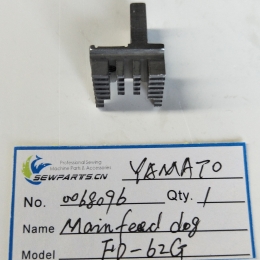 Professional Sewing
Machine Parts & Accessories
SEWPARTS.CN
YAMATO
No. 0068096 Qty. 1
Name Main feed dog
Model FD-62G